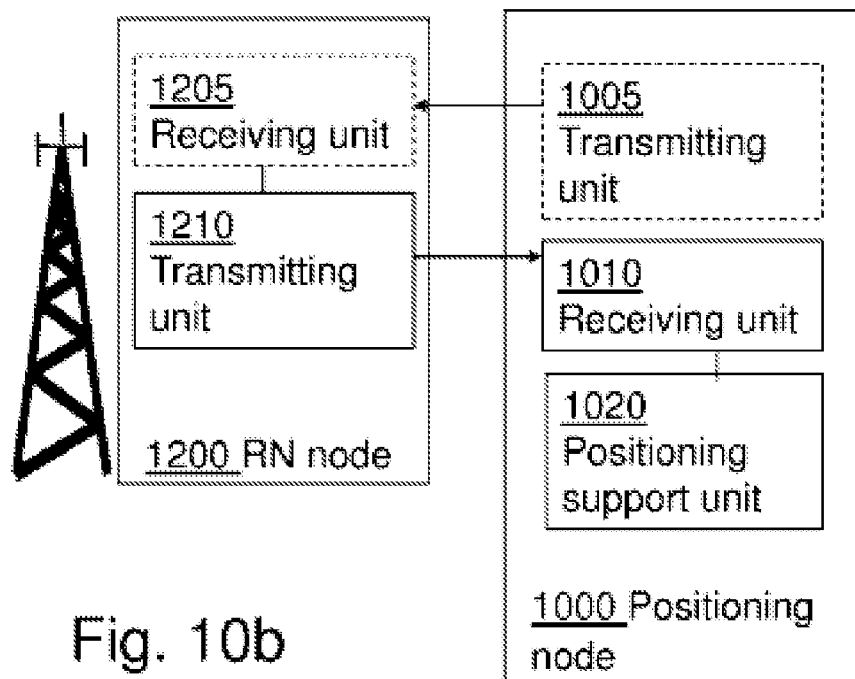 1205
Receiving unit
1210
Transmitting
unit
1200 RN node
1005
Transmitting
unit
1010
Receiving unit
1020
Positioning
support unit
1000 Positioning
node
Fig. 10b